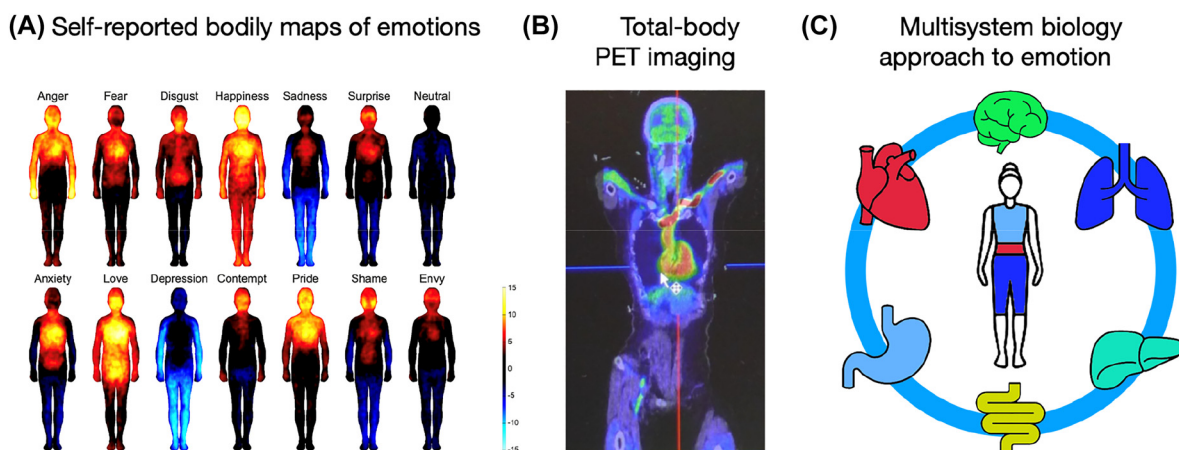 (A) Self-reported bodily maps of emotions
Anger Fear Disgust Happiness Sadness Surprise Neutral
Anxiety Love Depression Contempt Pride Shame Envy
15
10
5
0
-5
-10
-15
(B) Total-body
PET imaging
(C) Multisystem biology
approach to emotion